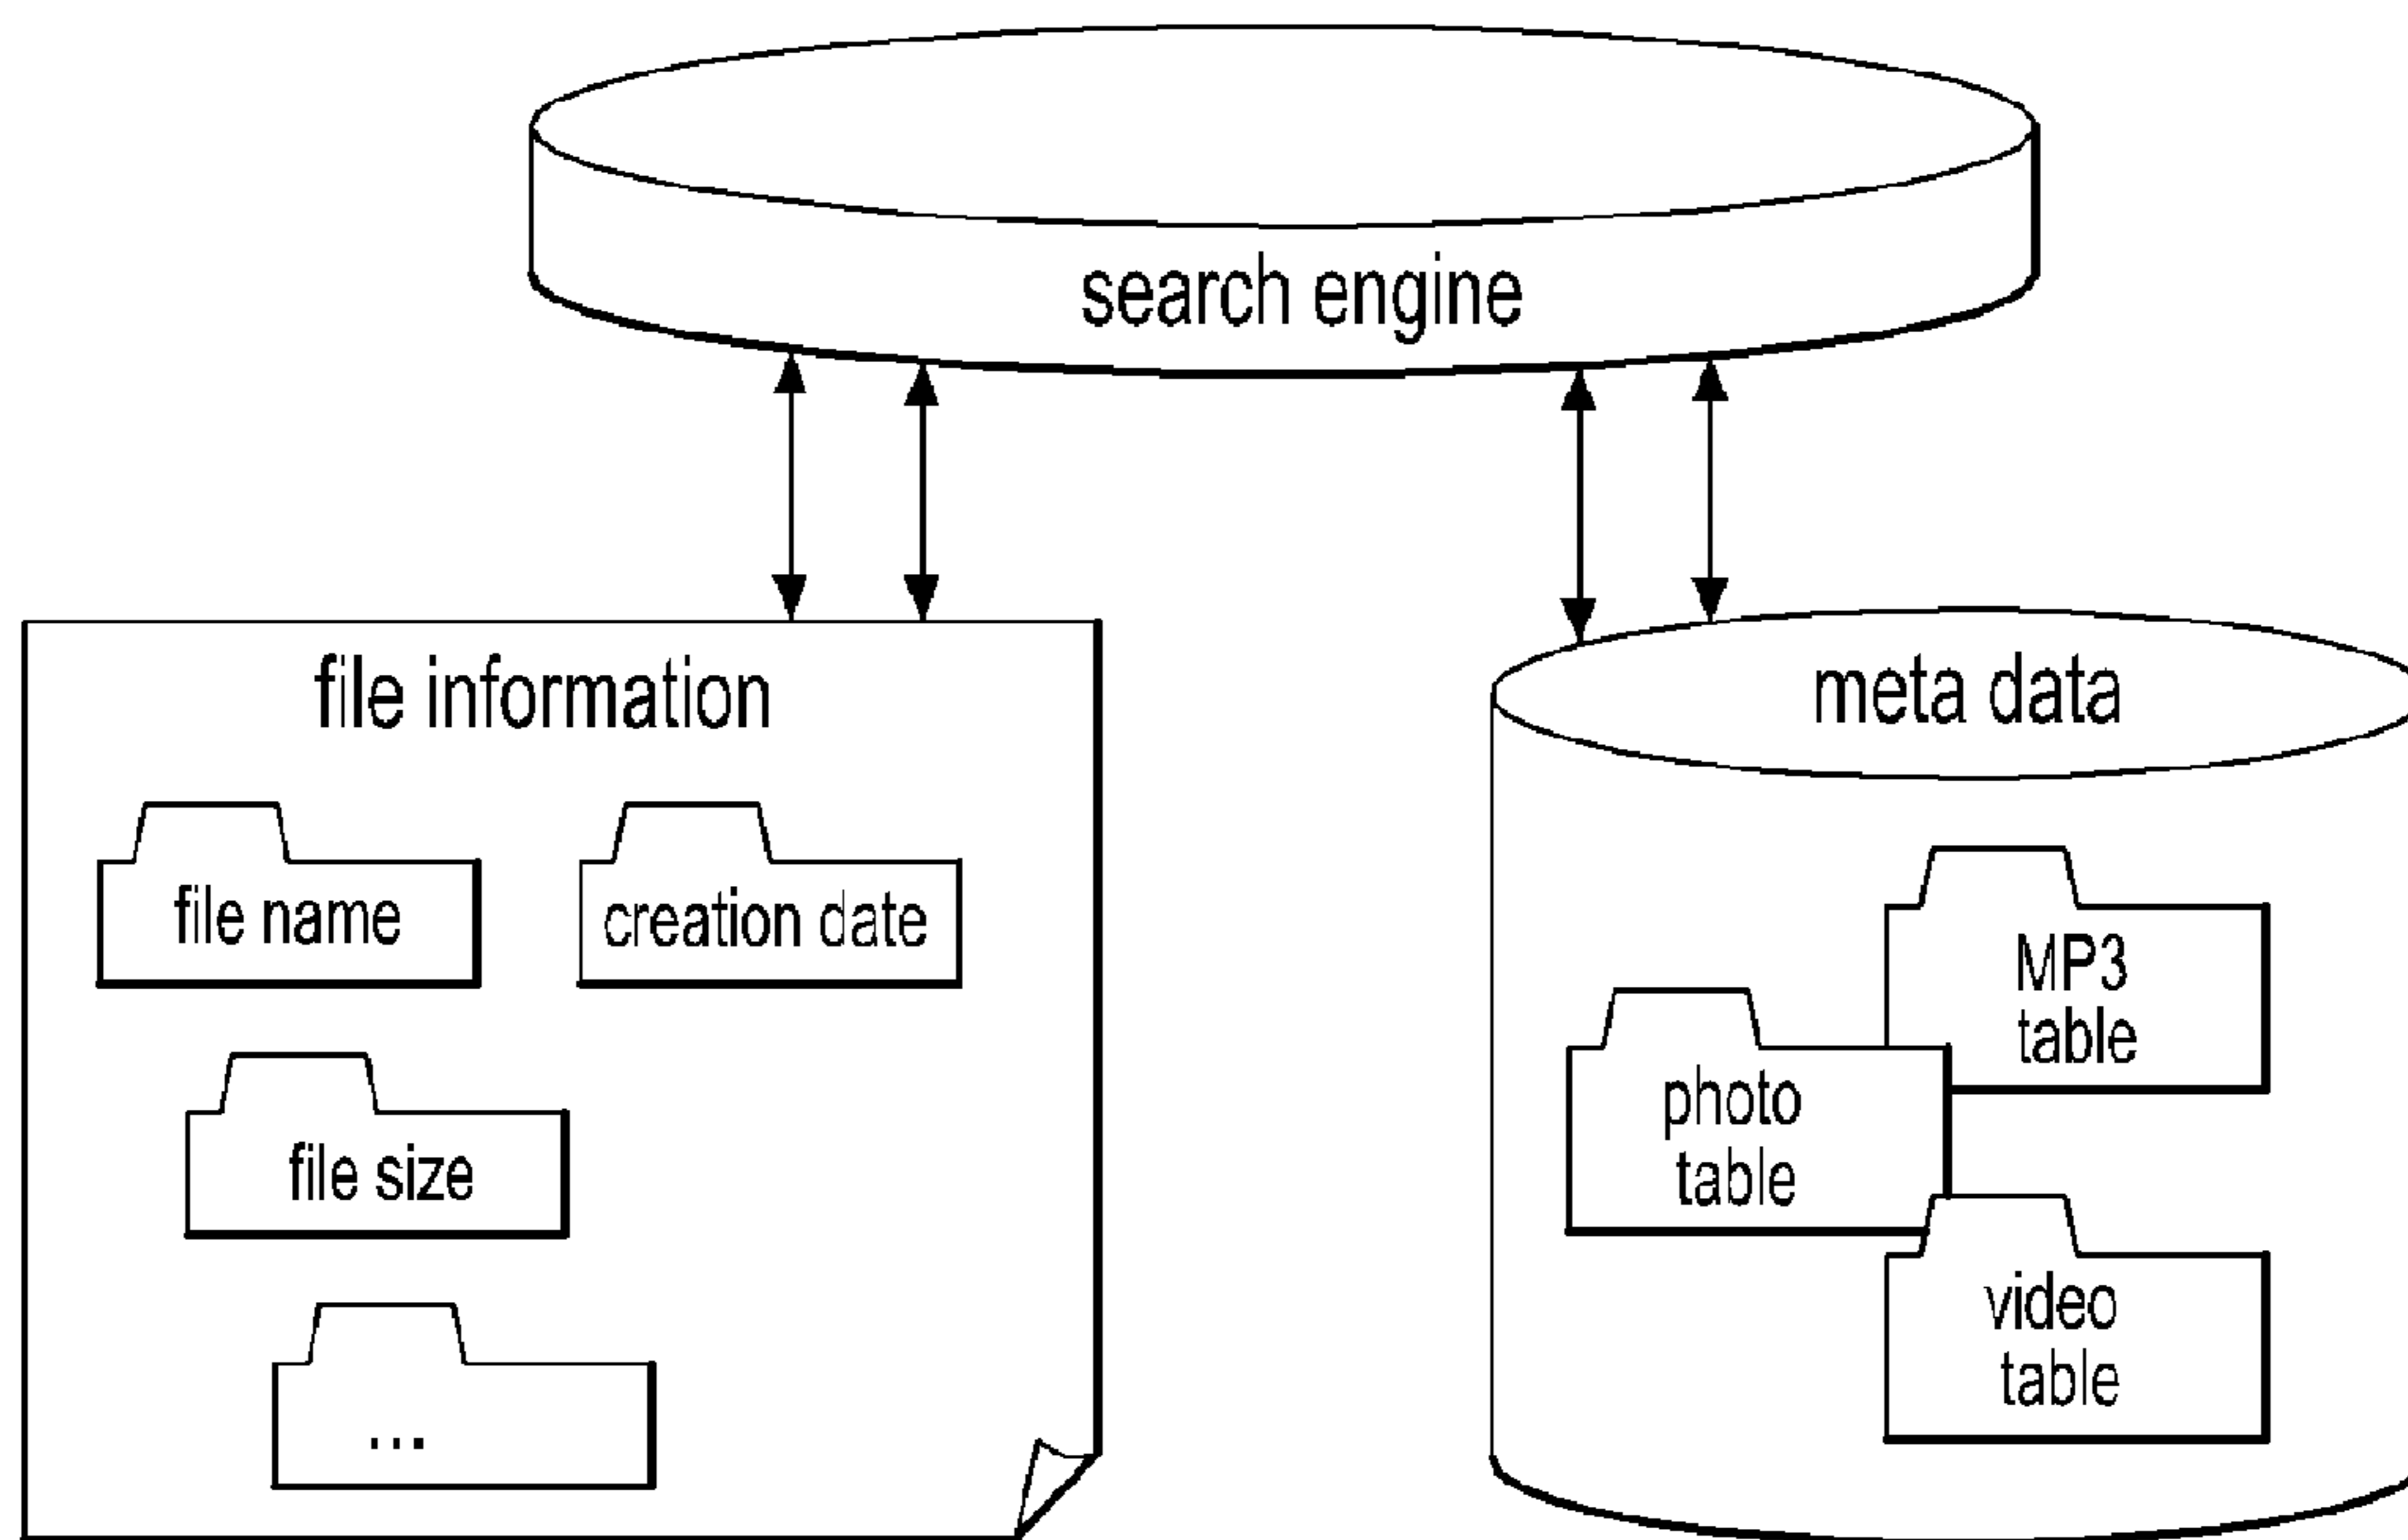 search engine
file information
file name
creation date
file size
...
meta data
MP3
table
photo
table
video
table